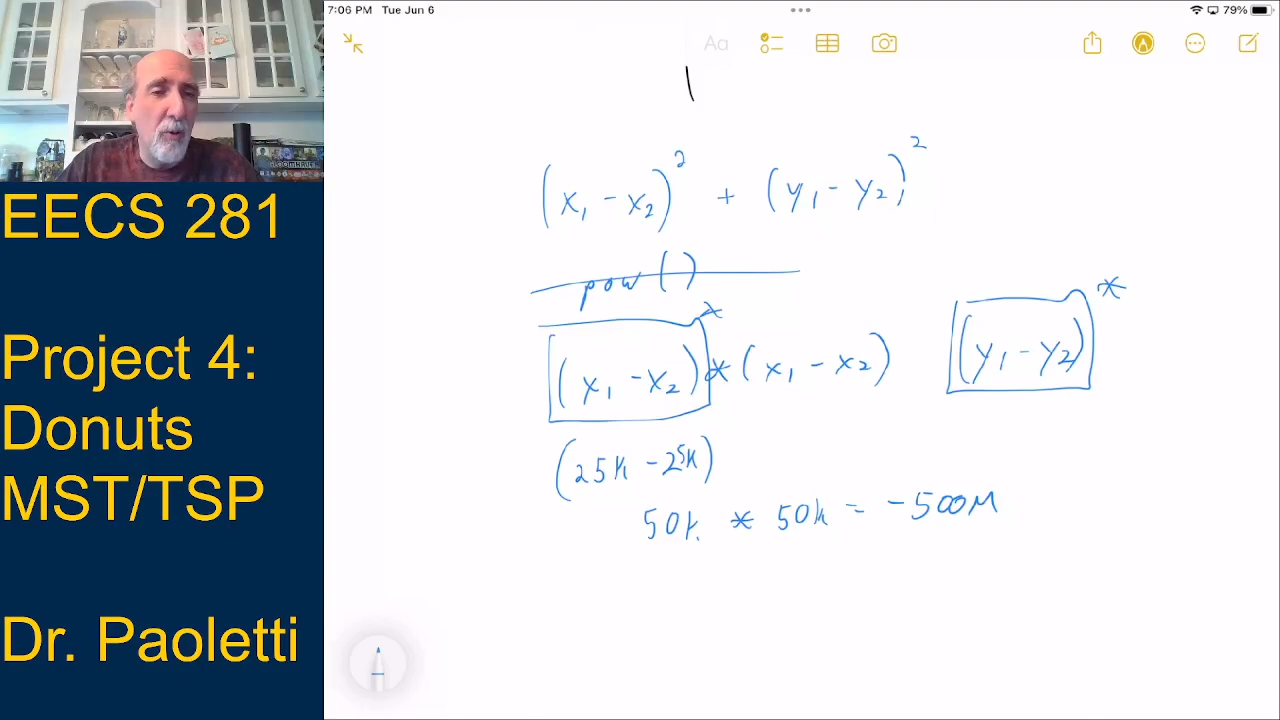 7:06 PM Tue Jun 6
79%
Aa
(x₁ - x₂)² + (y₁ - y₂)²
pow ( )
(x₁ - x₂) * (x₁ - x₂) (y₁ - y₂) *
(25k - 25k)
50k * 50k = -500M
EECS 281
Project 4:
Donuts
MST/TSP
Dr. Paoletti